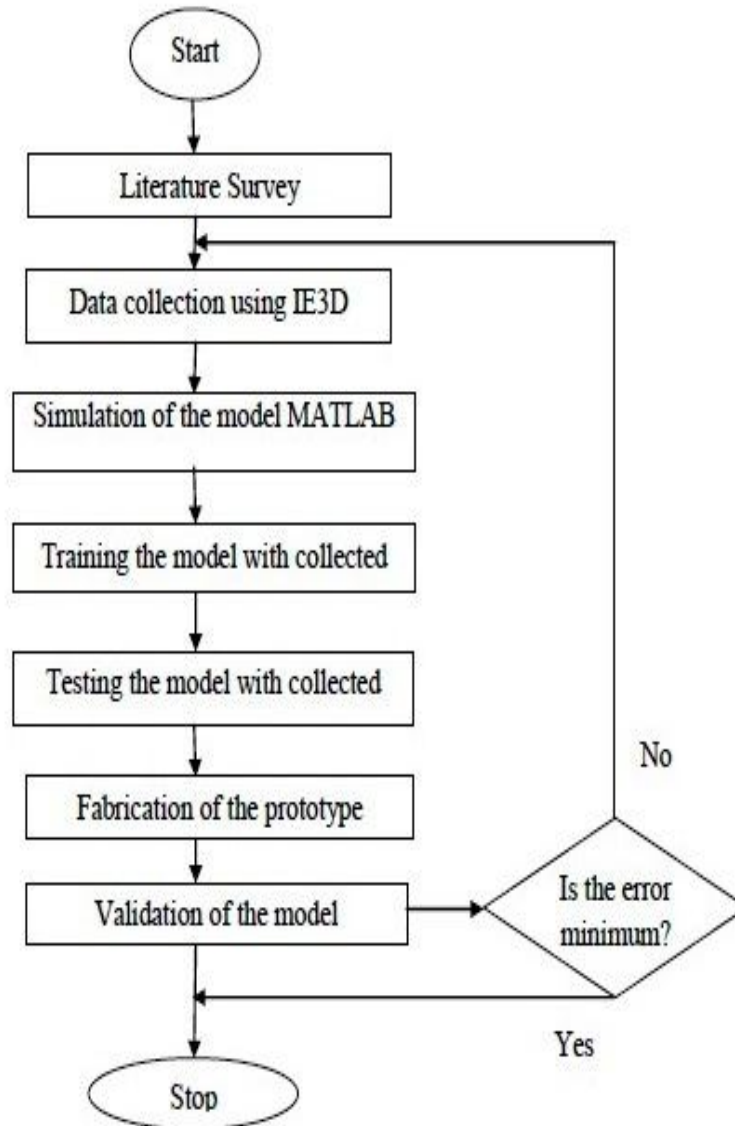 Start
Literature Survey
Data collection using IE3D
Simulation of the model MATLAB
Training the model with collected
Testing the model with collected
Fabrication of the prototype
Validation of the model
Is the error
minimum?
No
Yes
Stop